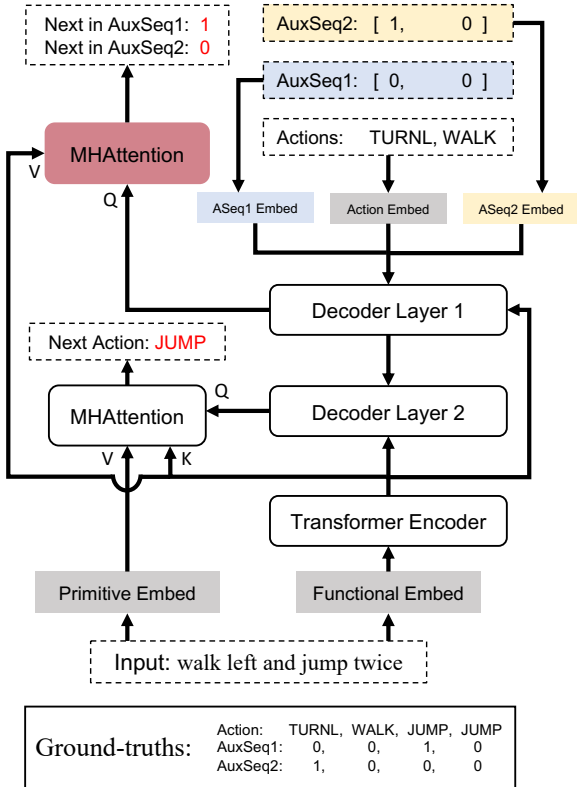 Next in AuxSeq1: 1
Next in AuxSeq2: 0
AuxSeq2: [ 1, 0 ]
AuxSeq1: [ 0, 0 ]
Actions: TURNL, WALK
MHAttention
V
Q
ASeq1 Embed
Action Embed
ASeq2 Embed
Decoder Layer 1
Next Action: JUMP
MHAttention
Q
Decoder Layer 2
V
K
Transformer Encoder
Primitive Embed
Functional Embed
Input: walk left and jump twice
Ground-truths:
Action: TURNL, WALK, JUMP, JUMP
AuxSeq1: 0, 0, 1, 0
AuxSeq2: 1, 0, 0, 0